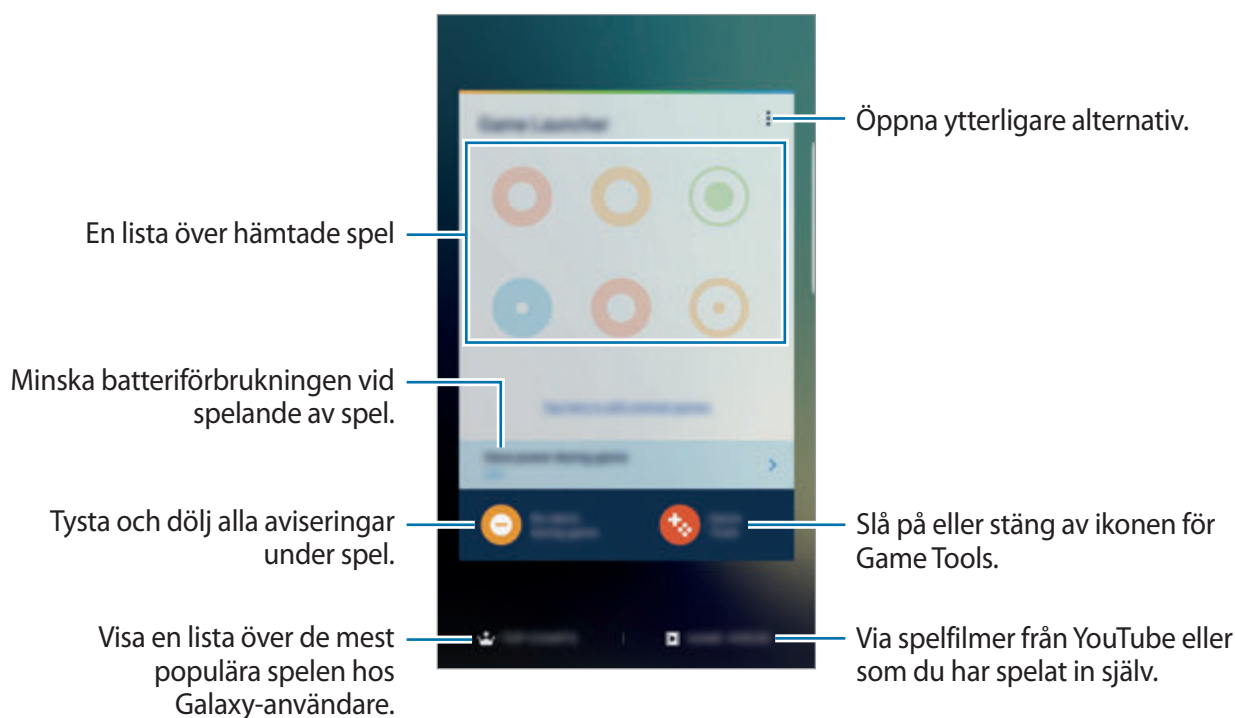 Game Launcher
Öppna ytterligare alternativ.
En lista över hämtade spel
Minska batteriförbrukningen vid
spelande av spel.
Tysta och dölj alla aviseringar
under spel.
Slå på eller stäng av ikonen för
Game Tools.
Visa en lista över de mest
populära spelen hos
Galaxy-användare.
Via spelfilmer från YouTube eller
som du har spelat in själv.